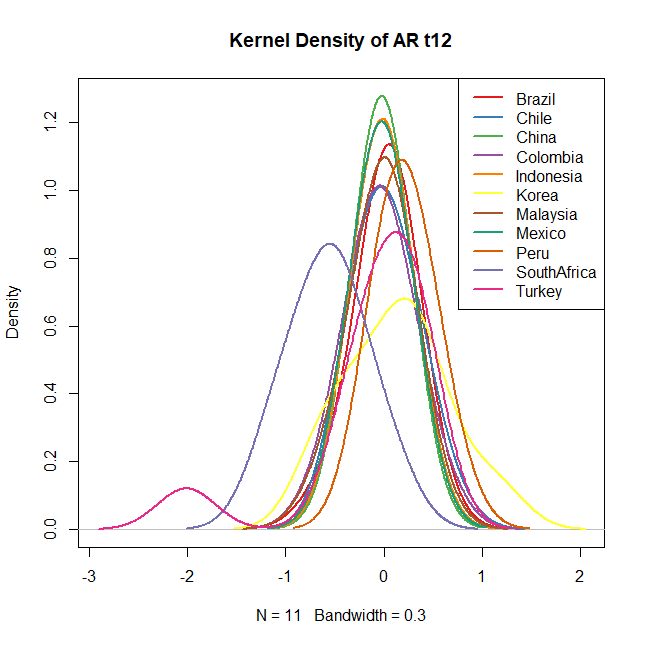 Kernel Density of AR t12
Brazil
Chile
China
Colombia
Indonesia
Korea
Malaysia
Mexico
Peru
SouthAfrica
Turkey
Density
0.0
0.2
0.4
0.6
0.8
1.0
1.2
-3
-2
-1
0
1
2
N = 11   Bandwidth = 0.3